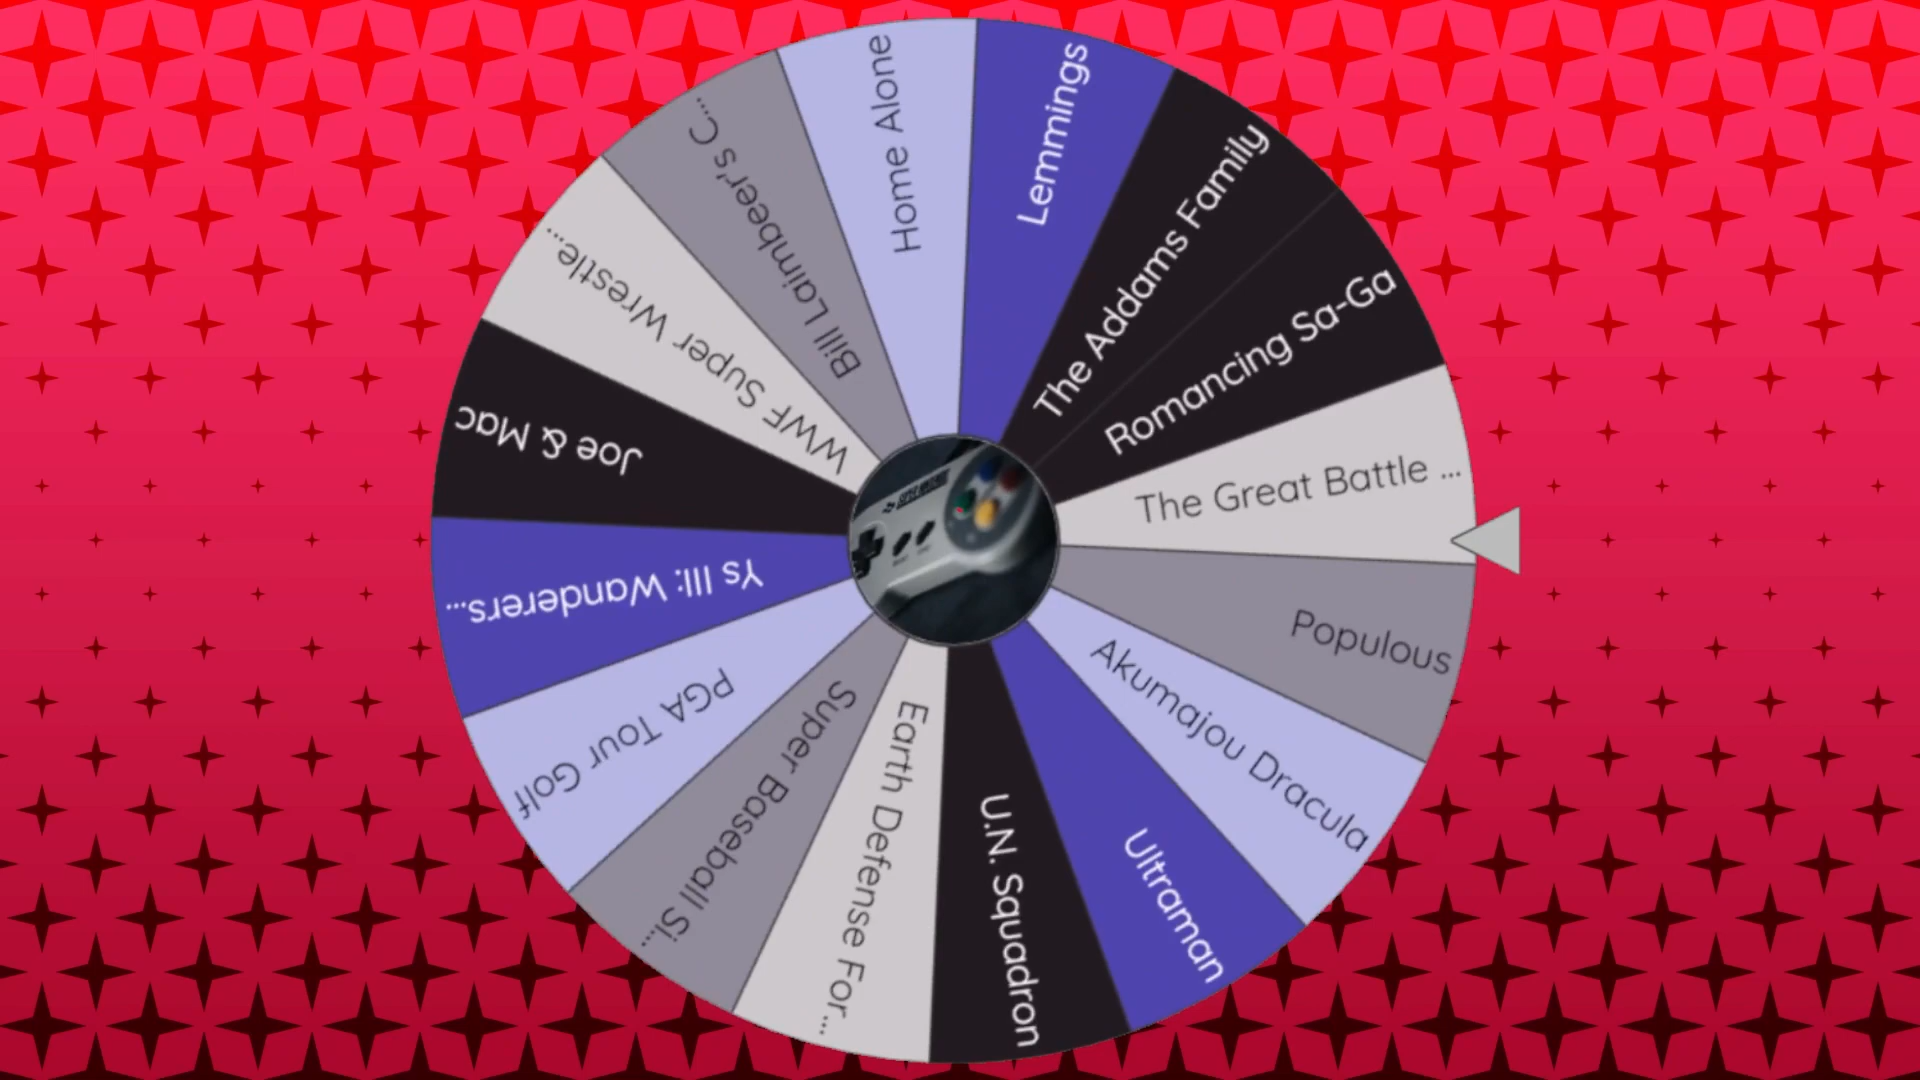 Home Alone
Lemmings
The Addams Family
Romancing Sa-Ga
The Great Battle ...
Populous
Akumajou Dracula
Ultraman
U.N. Squadron
Earth Defense For...
Super Baseball Si...
PGA Tour Golf
Ys III: Wanderers...
Joe & Mac
WWF Super Wrestle...
Bill Laimbeer's C...